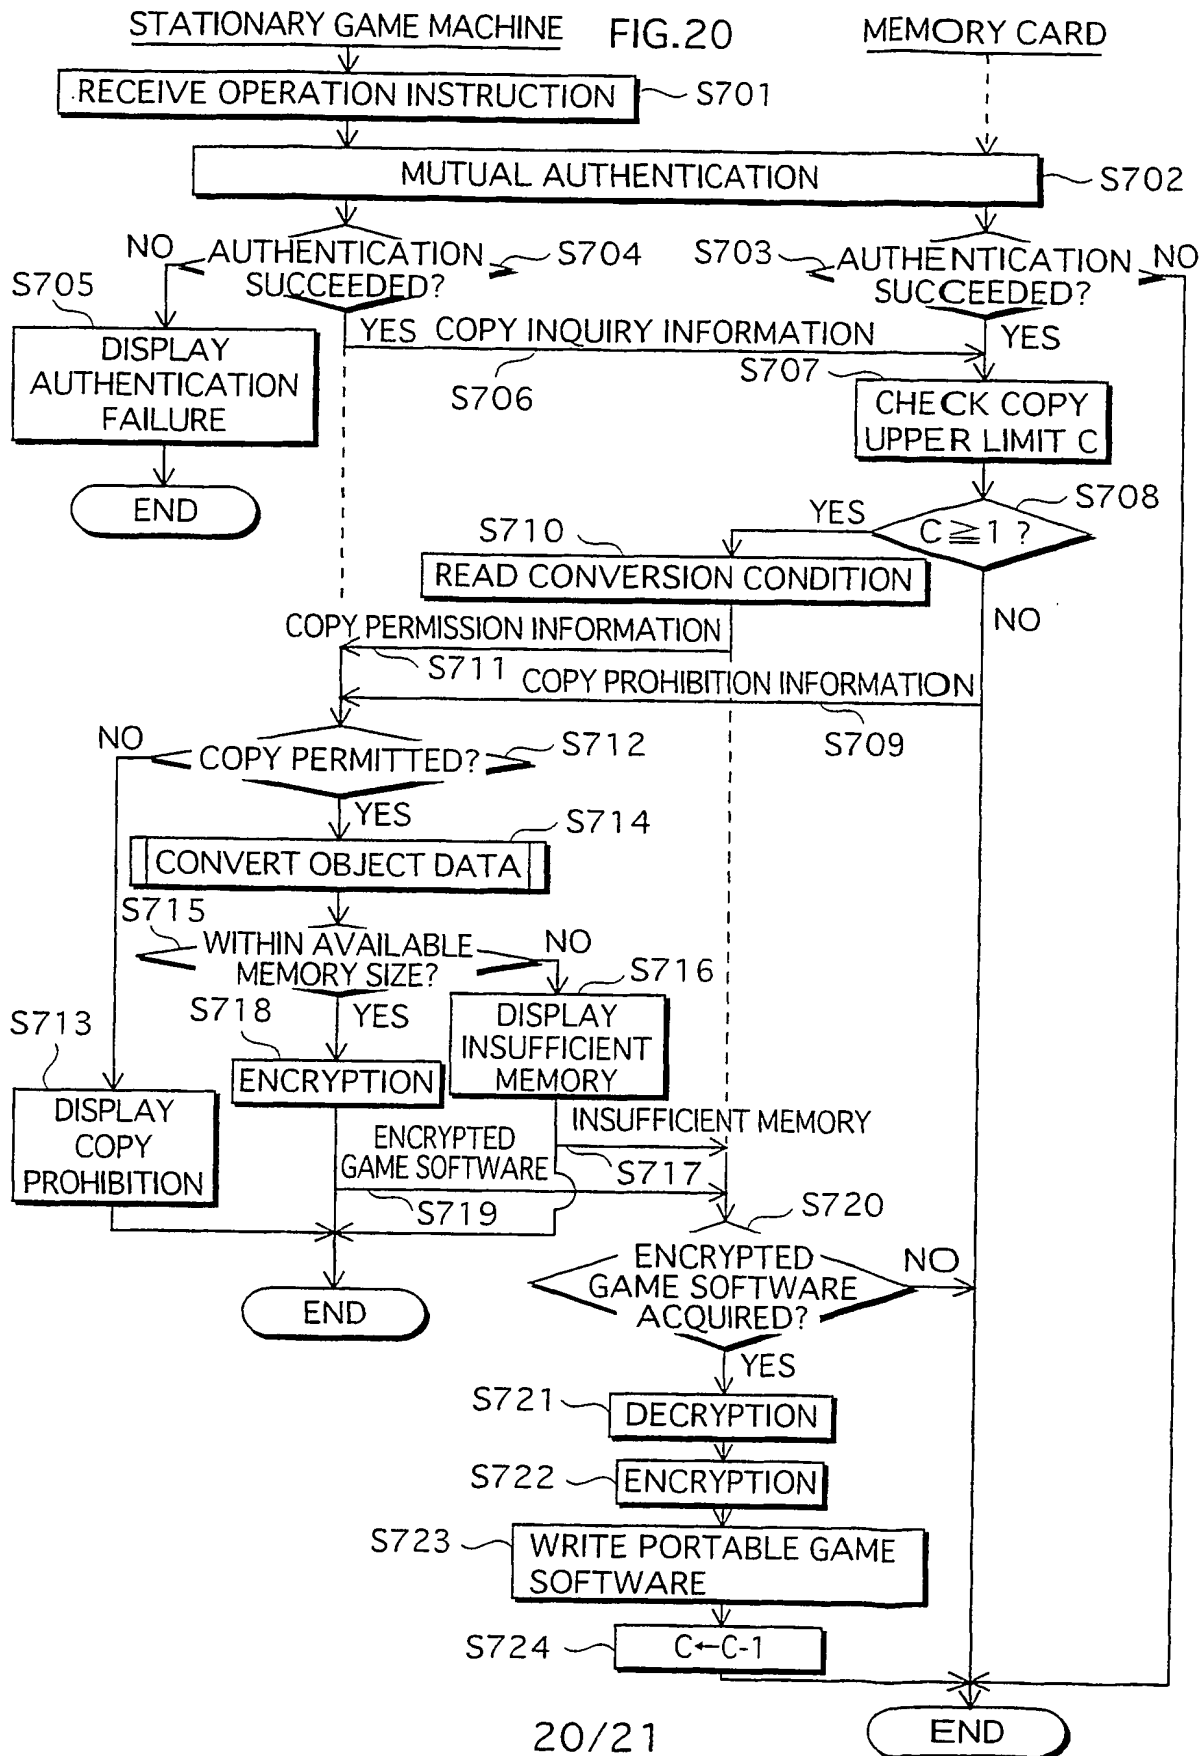 STATIONARY GAME MACHINE
FIG.20
MEMORY CARD
RECEIVE OPERATION INSTRUCTION
S701
MUTUAL AUTHENTICATION
S702
NO
AUTHENTICATION
SUCCEEDED?
S704
S703
AUTHENTICATION
SUCCEEDED?
NO
S705
DISPLAY
AUTHENTICATION
FAILURE
END
YES
COPY INQUIRY INFORMATION
S706
YES
S707
CHECK COPY
UPPER LIMIT C
S708
C≧1 ?
YES
S710
READ CONVERSION CONDITION
NO
COPY PERMISSION INFORMATION
S711
COPY PROHIBITION INFORMATION
S709
NO
COPY PERMITTED?
S712
YES
S714
CONVERT OBJECT DATA
S715
WITHIN AVAILABLE
MEMORY SIZE?
NO
S716
S718
YES
DISPLAY
INSUFFICIENT
MEMORY
S713
ENCRYPTION
DISPLAY
COPY
PROHIBITION
INSUFFICIENT MEMORY
ENCRYPTED
GAME SOFTWARE
S717
S719
S720
END
ENCRYPTED
GAME SOFTWARE
ACQUIRED?
NO
YES
S721
DECRYPTION
S722
ENCRYPTION
S723
WRITE PORTABLE GAME
SOFTWARE
S724
C←C-1
END
20/21